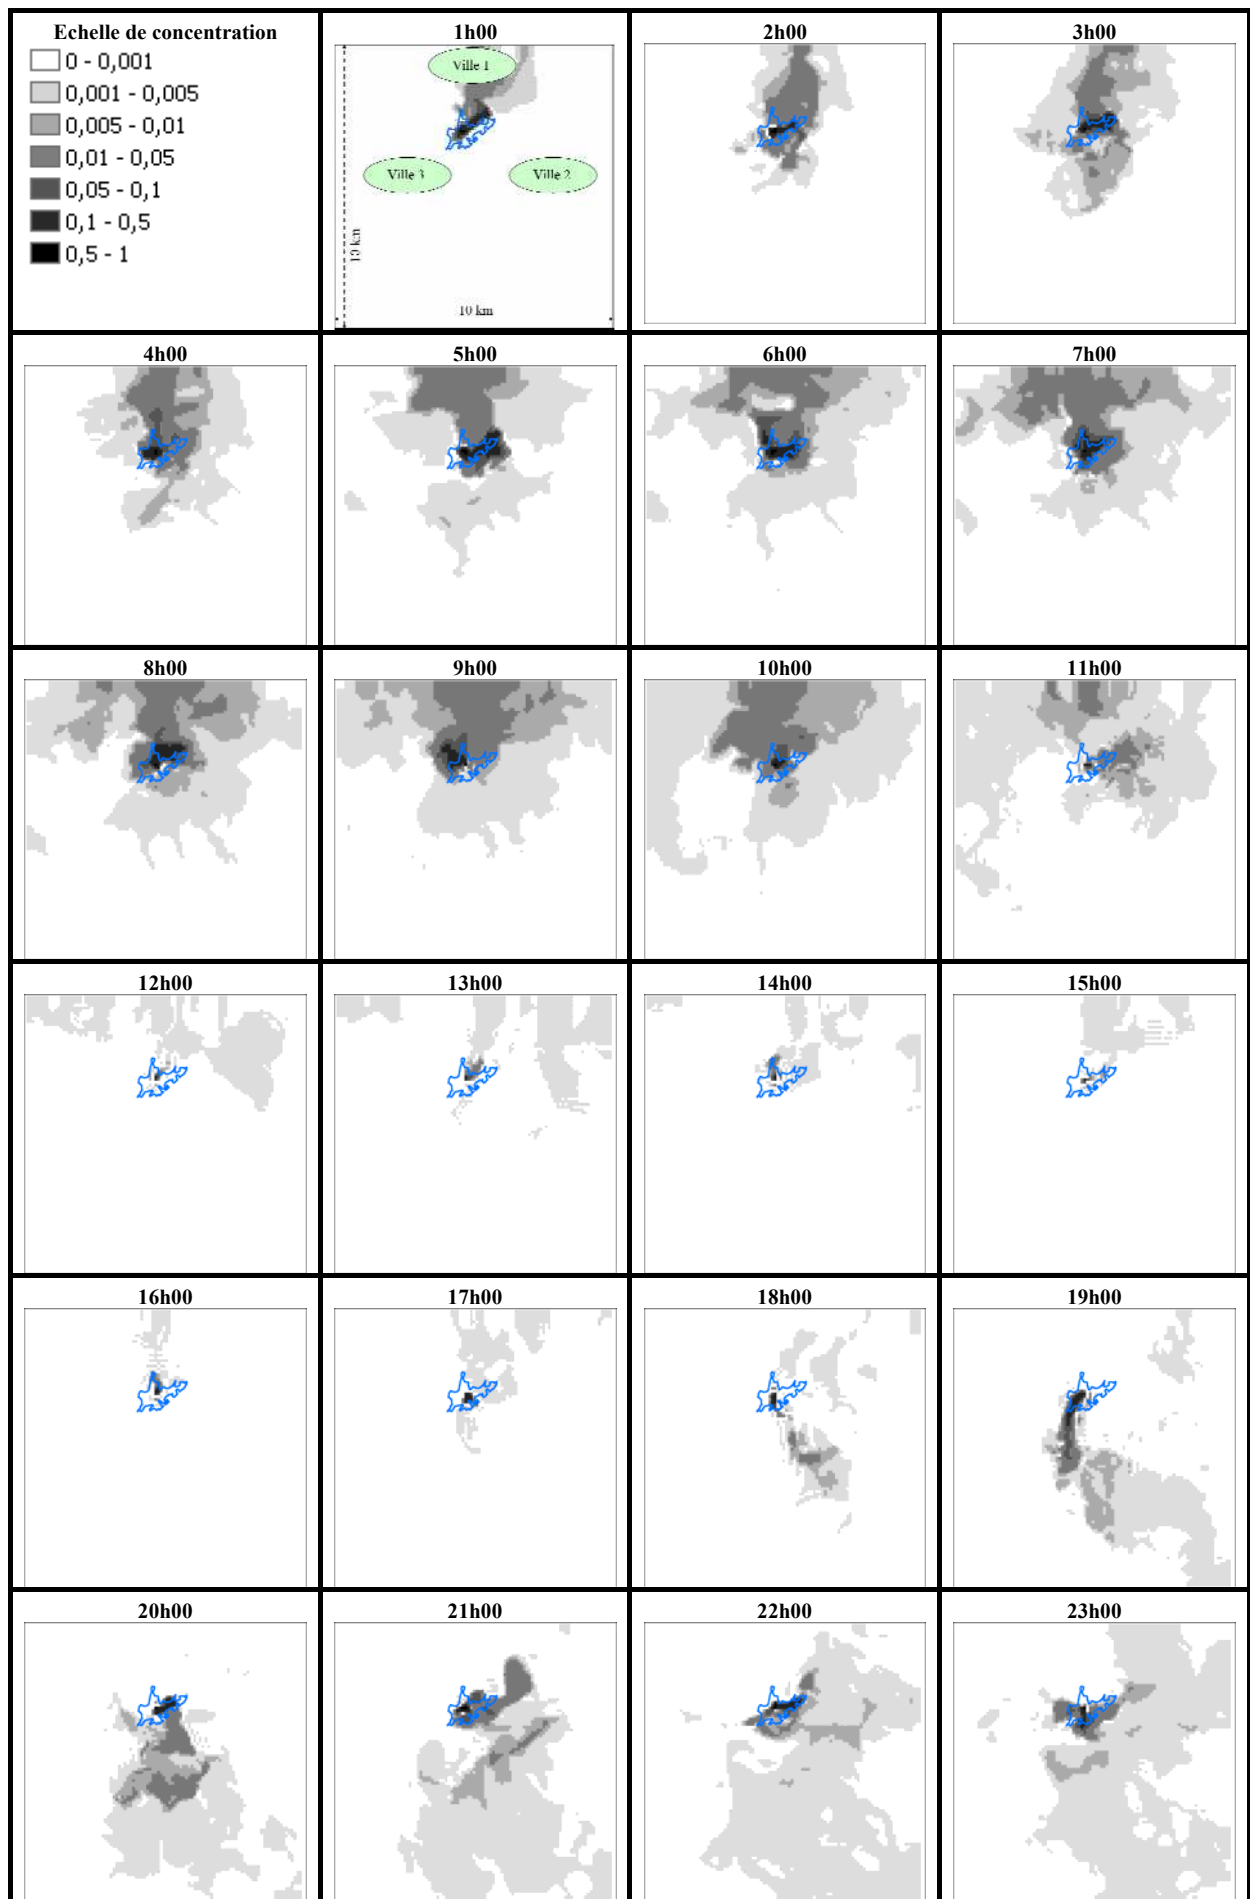 Echelle de concentration
0 - 0,001
0,001 - 0,005
0,005 - 0,01
0,01 - 0,05
0,05 - 0,1
0,1 - 0,5
0,5 - 1
1h00
Ville 1
Ville 3
Ville 2
10 km
10 km
2h00
3h00
4h00
5h00
6h00
7h00
8h00
9h00
10h00
11h00
12h00
13h00
14h00
15h00
16h00
17h00
18h00
19h00
20h00
21h00
22h00
23h00